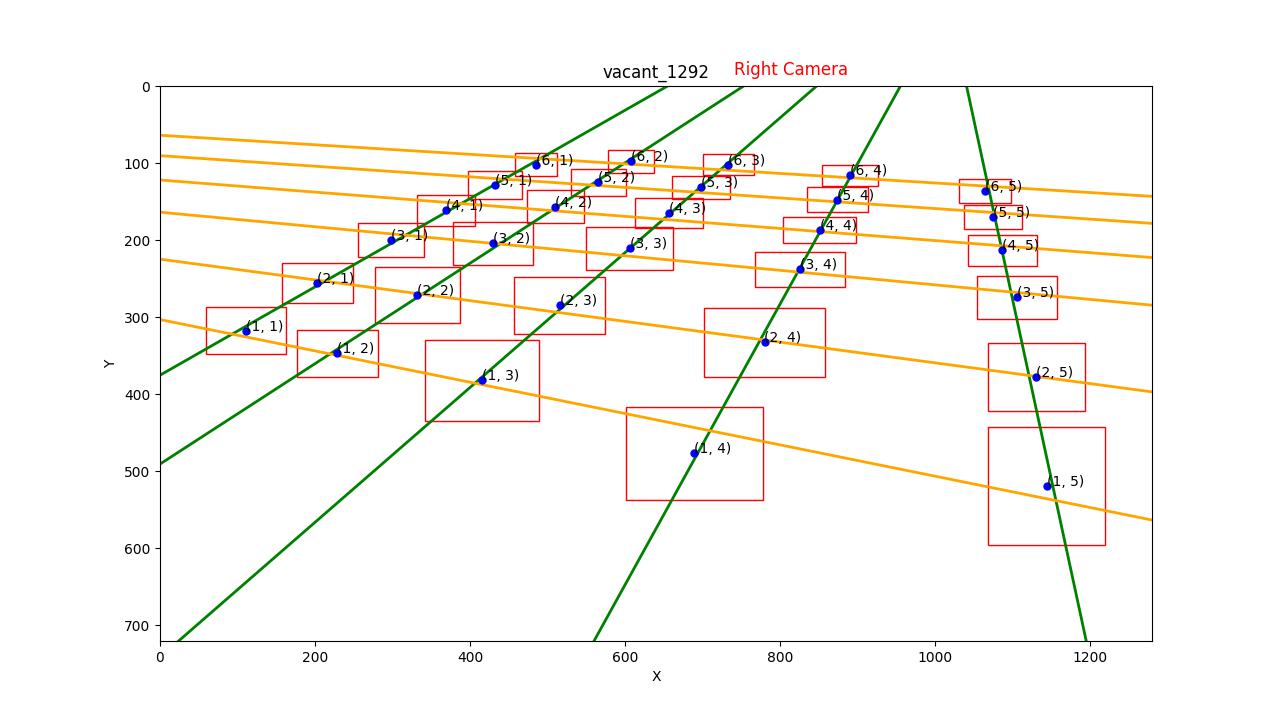 vacant_1292 Right Camera
0
100
200
300
400
500
600
700
Y
(6, 1) (6, 2) (6, 3) (6, 4) (6, 5)
(5, 1) (5, 2) (5, 3) (5, 4) (5, 5)
(4, 1) (4, 2) (4, 3) (4, 4) (4, 5)
(3, 1) (3, 2) (3, 3) (3, 4) (3, 5)
(2, 1) (2, 2) (2, 3) (2, 4) (2, 5)
(1, 1) (1, 2) (1, 3) (1, 4) (1, 5)
0 200 400 600 800 1000 1200
X